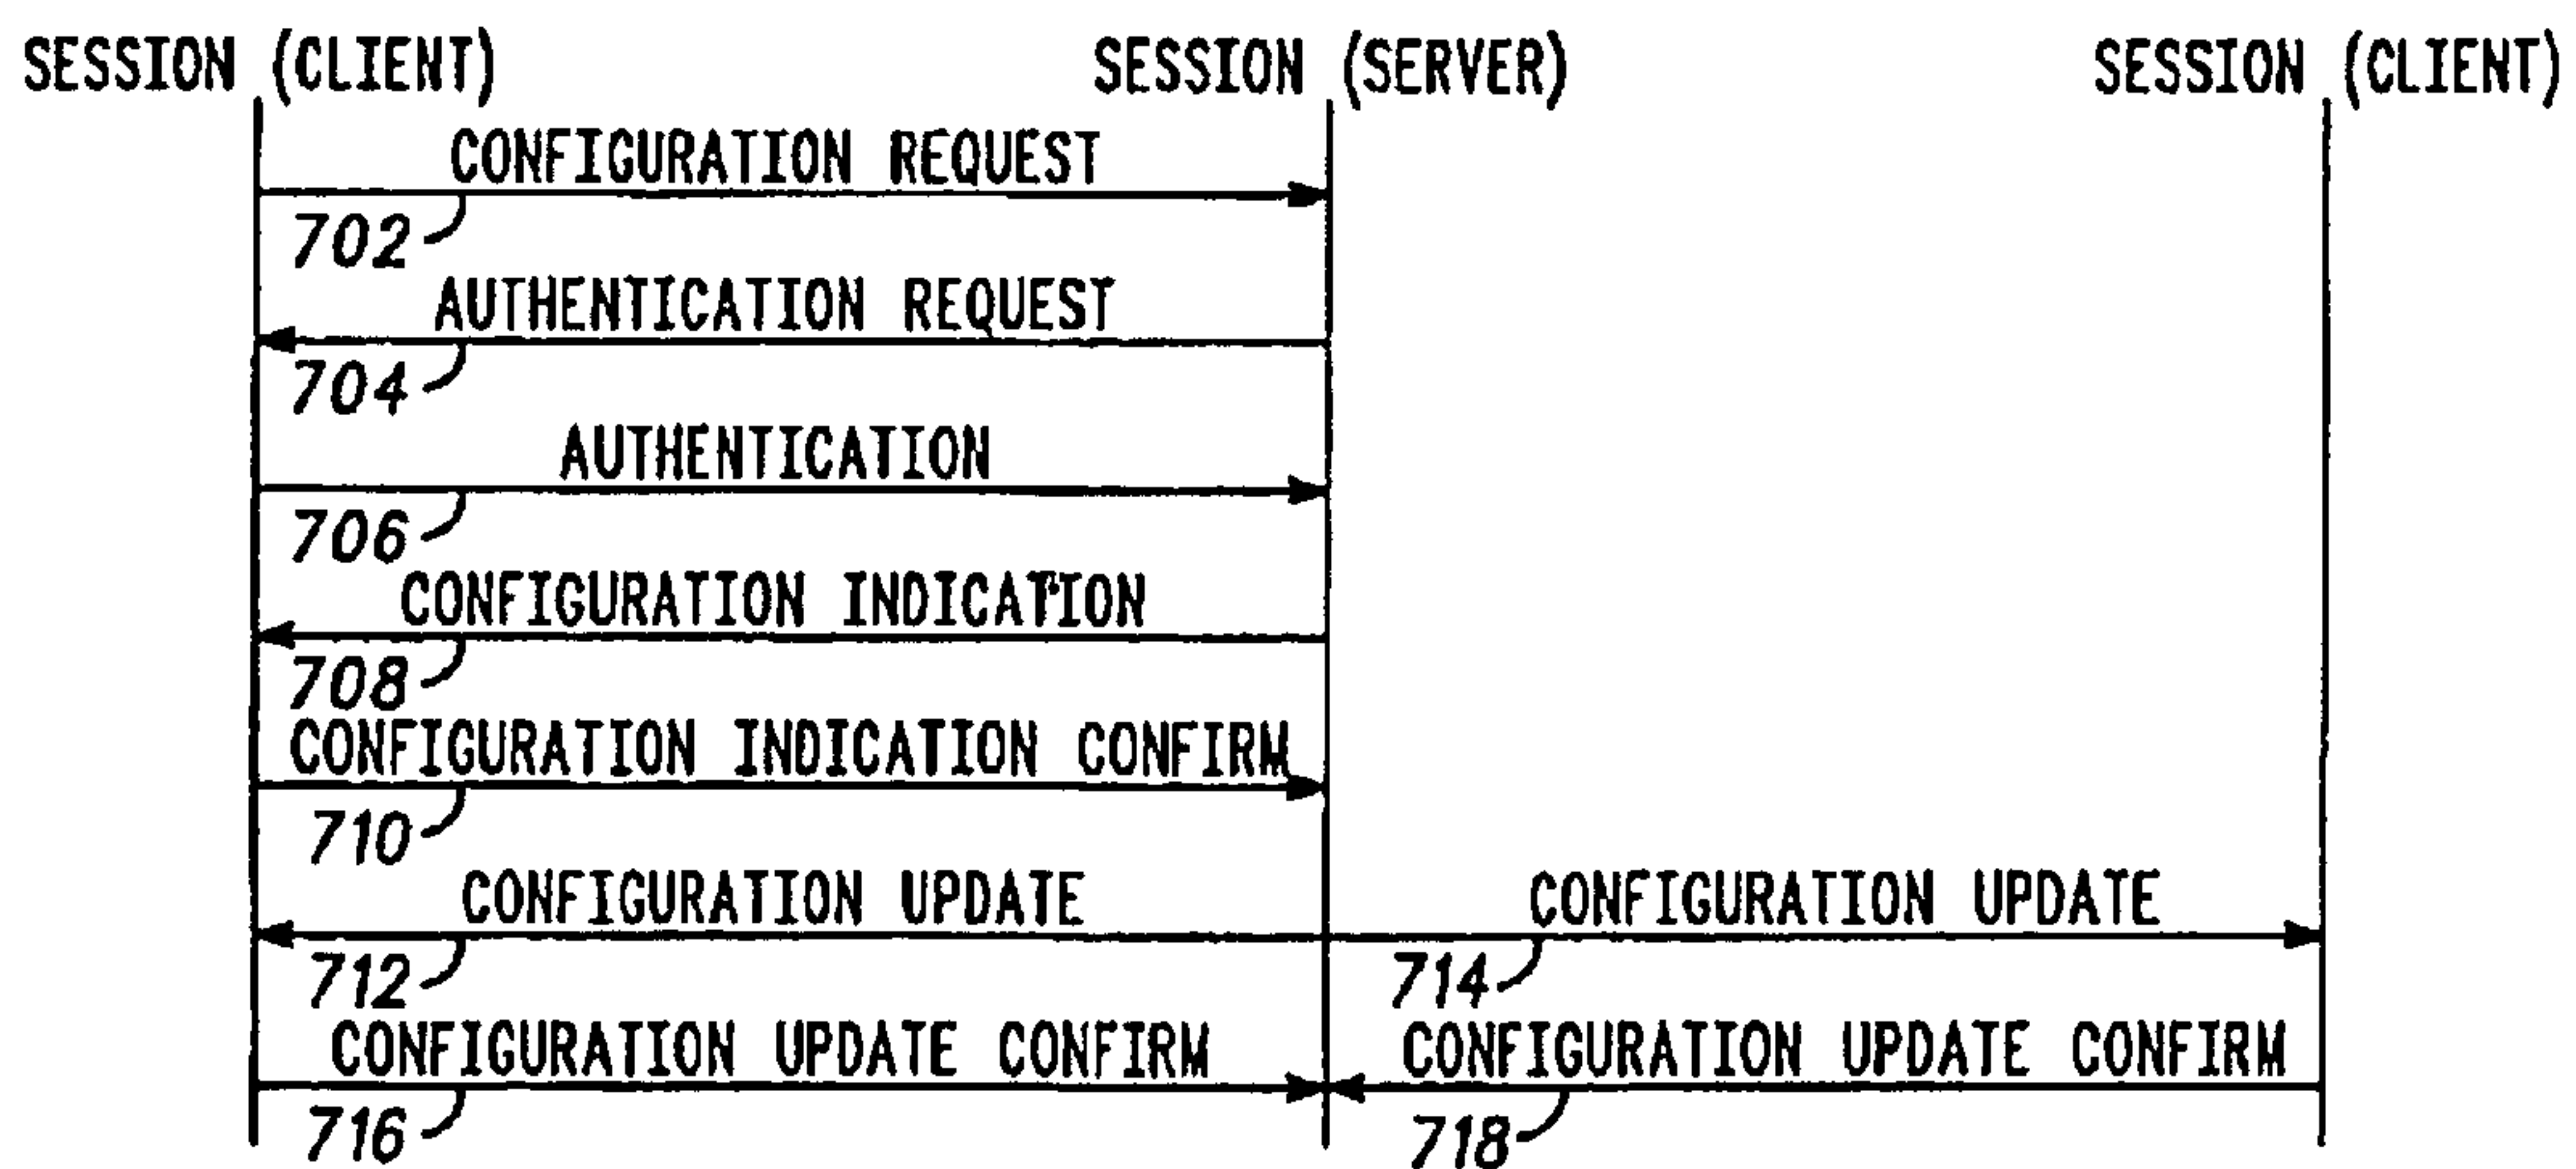 SESSION (CLIENT)
SESSION (SERVER)
SESSION (CLIENT)
CONFIGURATION REQUEST
702
AUTHENTICATION REQUEST
704
AUTHENTICATION
706
CONFIGURATION INDICATION
708
CONFIGURATION INDICATION CONFIRM
710
CONFIGURATION UPDATE
CONFIGURATION UPDATE
712
714
CONFIGURATION UPDATE CONFIRM
CONFIGURATION UPDATE CONFIRM
716
718